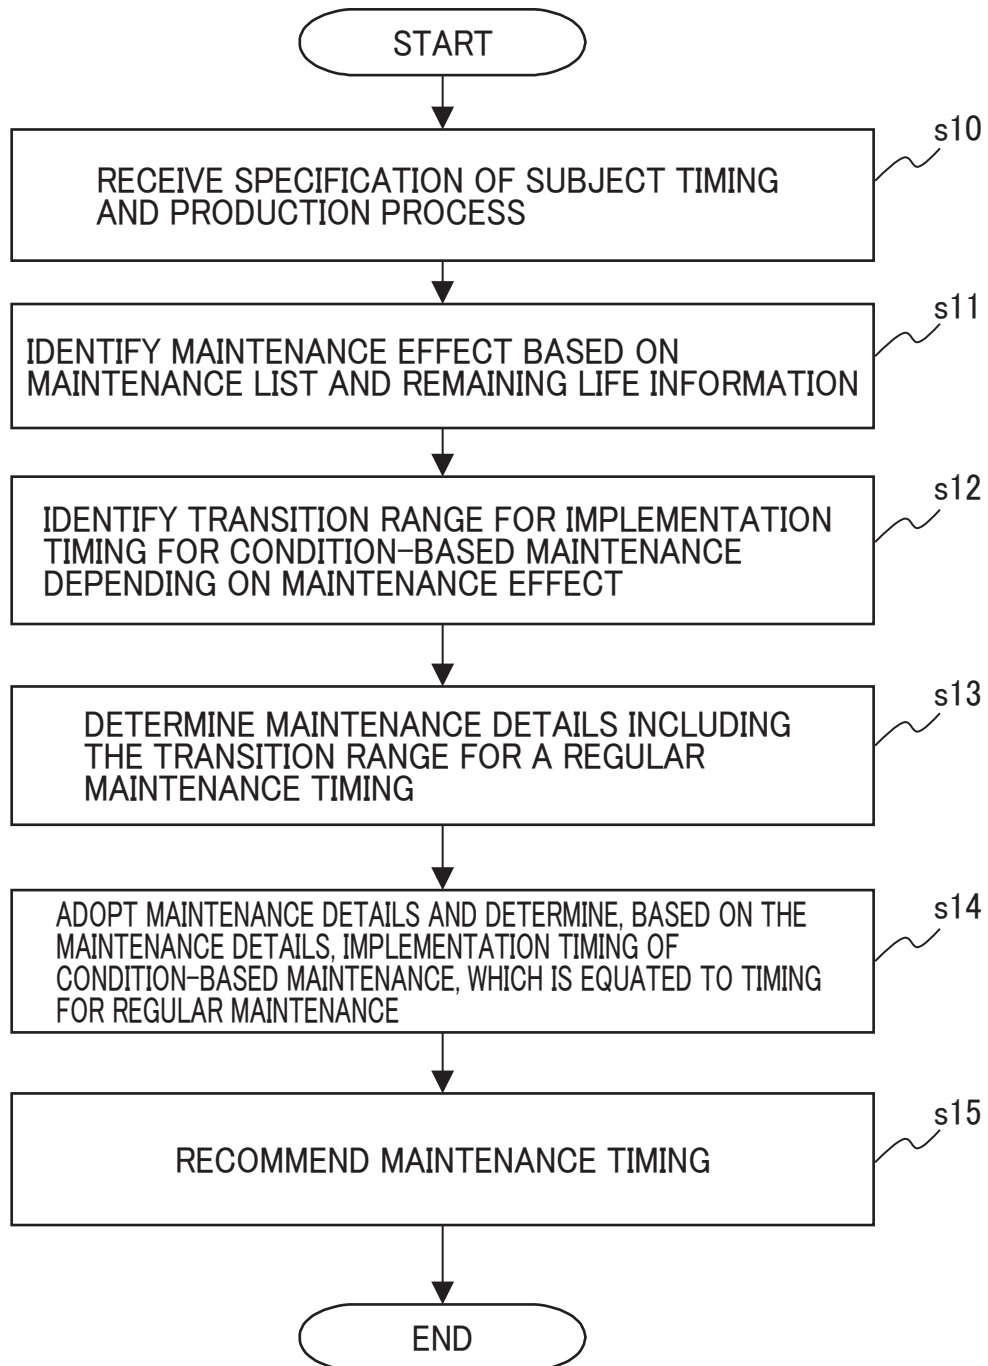 START
s10
RECEIVE SPECIFICATION OF SUBJECT TIMING
AND PRODUCTION PROCESS
s11
IDENTIFY MAINTENANCE EFFECT BASED ON
MAINTENANCE LIST AND REMAINING LIFE INFORMATION
s12
IDENTIFY TRANSITION RANGE FOR IMPLEMENTATION
TIMING FOR CONDITION-BASED MAINTENANCE
DEPENDING ON MAINTENANCE EFFECT
s13
DETERMINE MAINTENANCE DETAILS INCLUDING
THE TRANSITION RANGE FOR A REGULAR
MAINTENANCE TIMING
s14
ADOPT MAINTENANCE DETAILS AND DETERMINE, BASED ON THE
MAINTENANCE DETAILS, IMPLEMENTATION TIMING OF
CONDITION-BASED MAINTENANCE, WHICH IS EQUATED TO TIMING
FOR REGULAR MAINTENANCE
s15
RECOMMEND MAINTENANCE TIMING
END